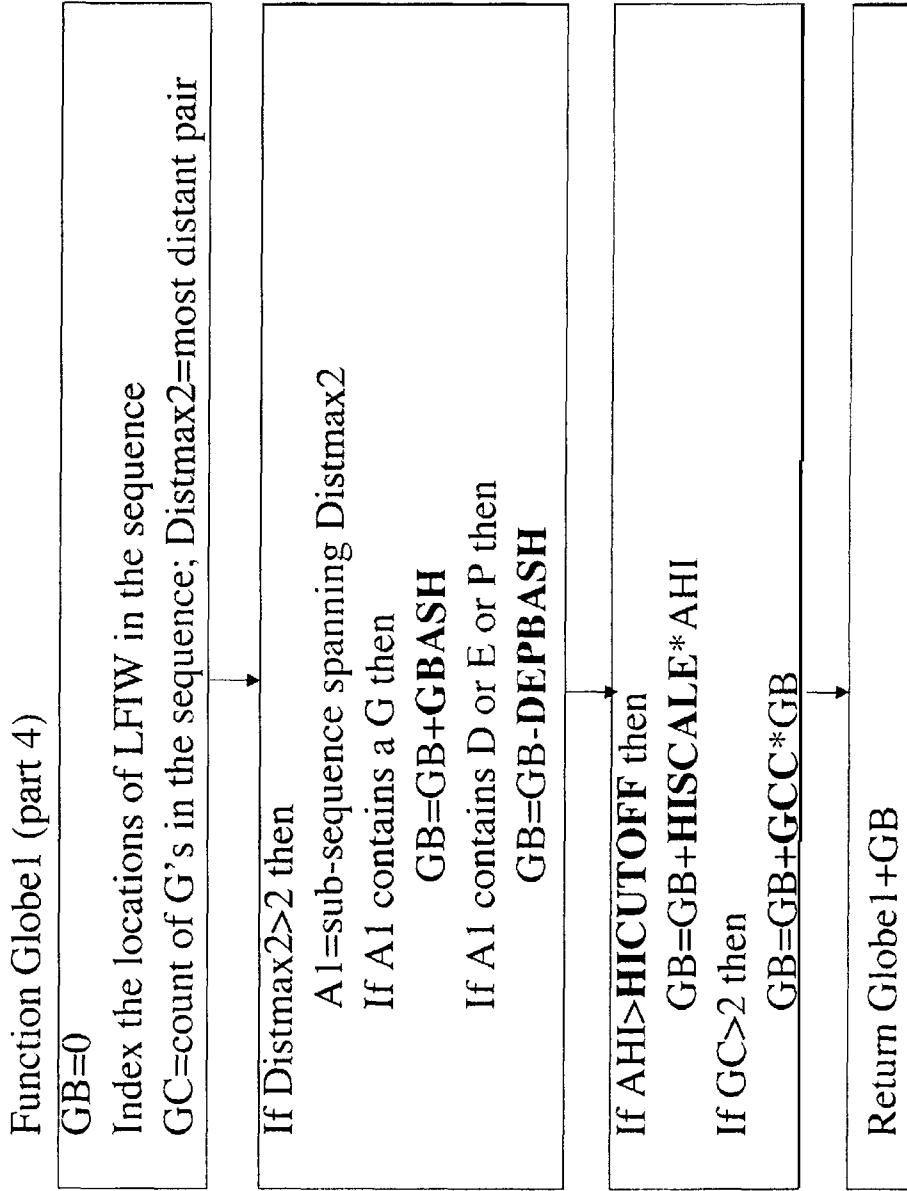 Function Globe1 (part 4)
GB=0
Index the locations of LFIW in the sequence
GC=count of G's in the sequence; Distmax2=most distant pair
If Distmax2>2 then
A1=sub-sequence spanning Distmax2
If A1 contains a G then
GB=GB+GBASH
If A1 contains D or E or P then
GB=GB-DEPBASH
If AHI>HICUTOFF then
GB=GB+HISCALE*AHI
If GC>2 then
GB=GB+GCC*GB
Return Globe1+GB